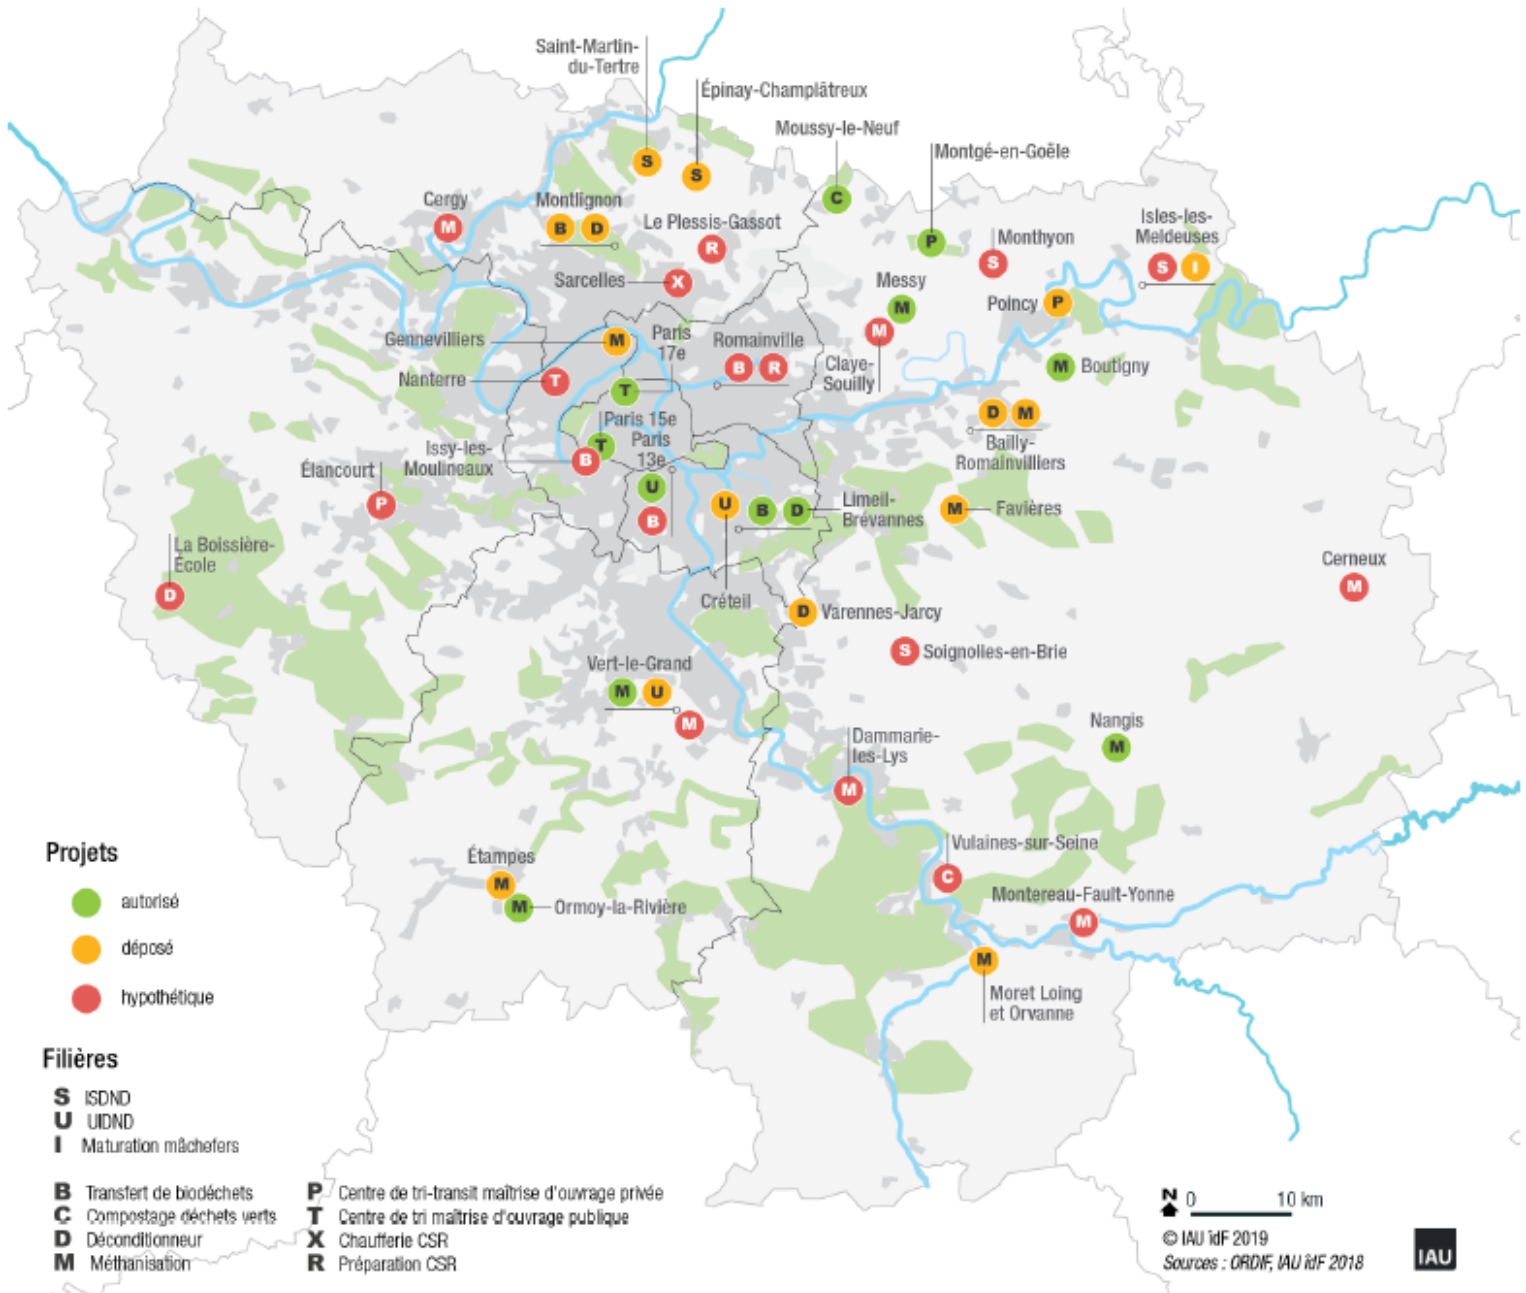 Saint-Martin-
du-Tertre
Épinay-Champlâtreux
Moussy-le-Neuf
Montgé-en-Goële
S
S
C
Cergy
M
Montlignon
B D
Le Plessis-Gassot
R
P
Monthyon
S
Isles-les-
Meldeuses
S I
Sarcelles
X
Messy
M
Poincy
P
Gennevilliers
M
Paris
17e
Romainville
B R
M
Claye-
Souilly
M
Boutigny
Nanterre
T
T
Paris 15e
T
D M
Bailly-
Romainvilliers
Issy-les-
Moulineaux
B
Paris
13e
U
B
Élancourt
P
U
B D
Limeil-
Brévannes
M
Favières
La Boissière-
École
D
Créteil
D
Varennes-Jarcy
Cerneux
M
S
Soignolles-en-Brie
Vert-le-Grand
M U
M
Nangis
M
Dammarie-
les-Lys
M
Vulaines-sur-Seine
C
Étampes
M
M
Ormoy-la-Rivière
Montereau-Fault-Yonne
M
M
Moret Loing
et Orvanne
Projets
autorisé
déposé
hypothétique
Filières
S ISDND
U UIDND
I Maturation mâchefers
B Transfert de biodéchets
C Compostage déchets verts
D Déconditionneur
M Méthanisation
P Centre de tri-transit maîtrise d'ouvrage privée
T Centre de tri maîtrise d'ouvrage publique
X Chaufferie CSR
R Préparation CSR
N 0 10 km
© IAU îdF 2019
Sources : ORDIF, IAU îdF 2018
IAU